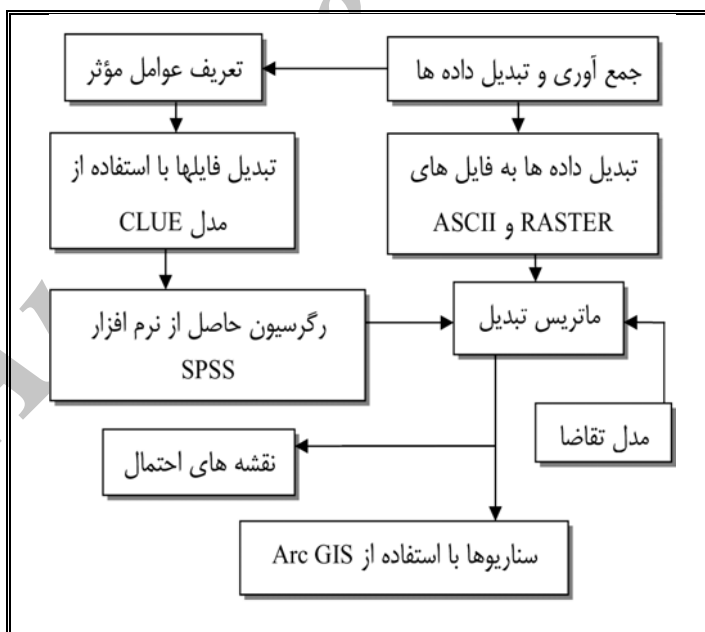 جمع آوری و تبدیل داده ها
تعریف عوامل مؤثر
تبدیل داده ها به فایل های
RASTER و ASCII
تبدیل فایلها با استفاده از
مدل CLUE
ماتریس تبدیل
رگرسیون حاصل از نرم افزار
SPSS
مدل تقاضا
نقشه های احتمال
سناریوها با استفاده از Arc GIS